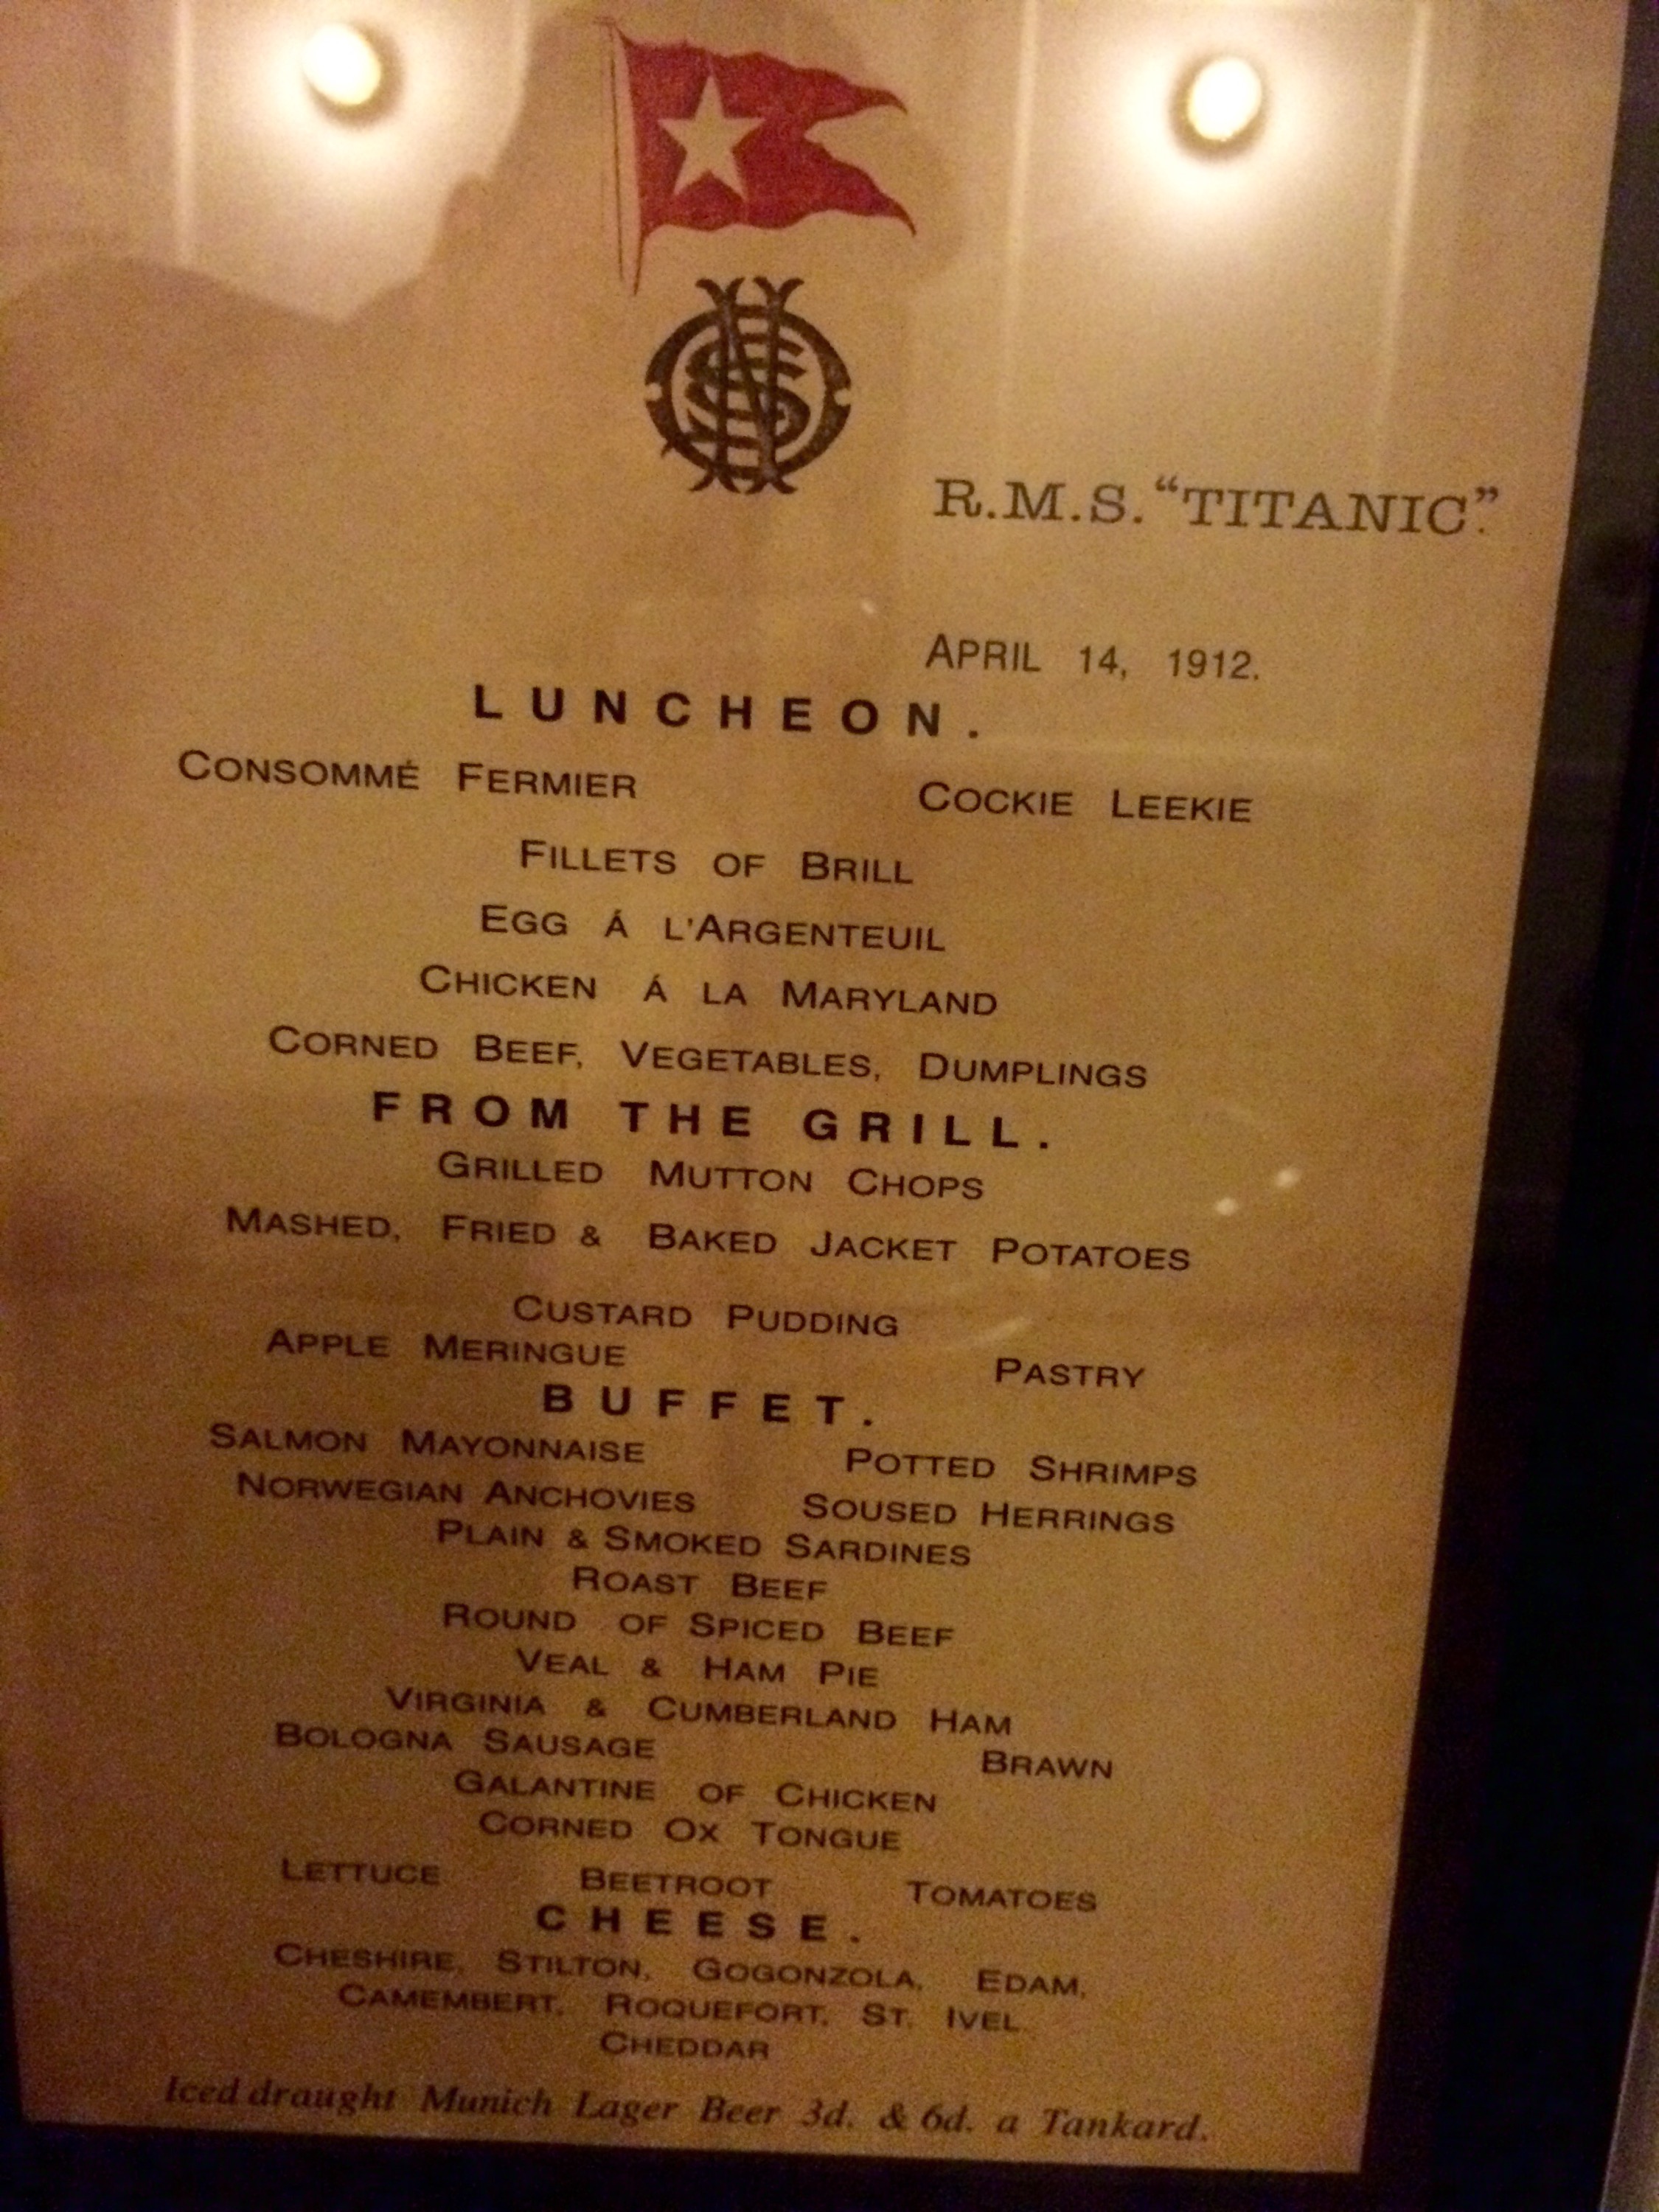 R.M.S. “TITANIC.”
APRIL 14, 1912.
LUNCHEON.
CONSOMMÉ FERMIER COCKIE LEEKIE
FILLETS OF BRILL
EGG Á L'ARGENTEUIL
CHICKEN Á LA MARYLAND
CORNED BEEF, VEGETABLES, DUMPLINGS
FROM THE GRILL.
GRILLED MUTTON CHOPS
MASHED, FRIED & BAKED JACKET POTATOES
CUSTARD PUDDING
APPLE MERINGUE PASTRY
BUFFET.
SALMON MAYONNAISE POTTED SHRIMPS
NORWEGIAN ANCHOVIES SOUSED HERRINGS
PLAIN & SMOKED SARDINES
ROAST BEEF
ROUND OF SPICED BEEF
VEAL & HAM PIE
VIRGINIA & CUMBERLAND HAM
BOLOGNA SAUSAGE BRAWN
GALANTINE OF CHICKEN
CORNED OX TONGUE
LETTUCE BEETROOT TOMATOES
CHEESE.
CHESHIRE, STILTON, GOGONZOLA, EDAM,
CAMEMBERT, ROQUEFORT, ST. IVEL
CHEDDAR
Iced draught Munich Lager Beer 3d. & 6d. a Tankard.